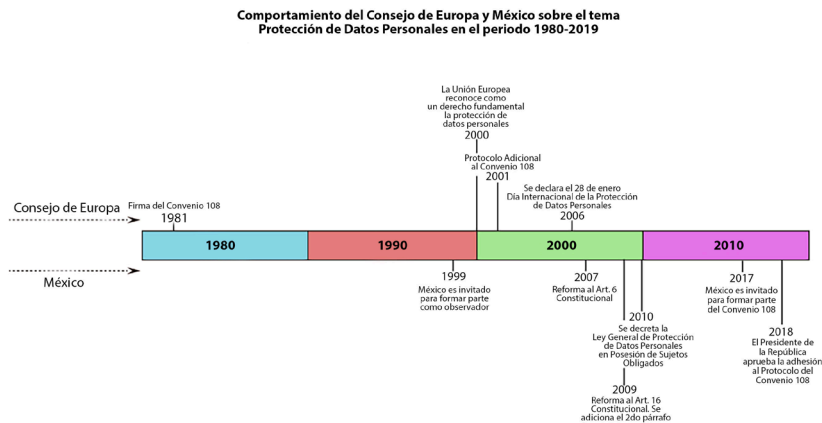 Comportamiento del Consejo de Europa y México sobre el tema
Protección de Datos Personales en el periodo 1980-2019
La Unión Europea
reconoce como
un derecho fundamental
la protección de
datos personales
2000
Protocolo Adicional
al Convenio 108
2001
Se declara el 28 de enero
Día Internacional de la Protección
de Datos Personales
2006
Consejo de Europa
Firma del Convenio 108
1981
1980
1990
2000
2010
México
1999
México es invitado
para formar parte
como observador
2007
Reforma al Art. 6
Constitucional
2010
Se decreta la
Ley General de Protección
de Datos Personales
en Posesión de Sujetos
Obligados
2009
Reforma al Art. 16
Constitucional. Se
adiciona el 2do párrafo
2017
México es invitado
para formar parte
del Convenio 108
2018
El Presidente de
la República
aprueba la adhesión
al Protocolo del
Convenio 108